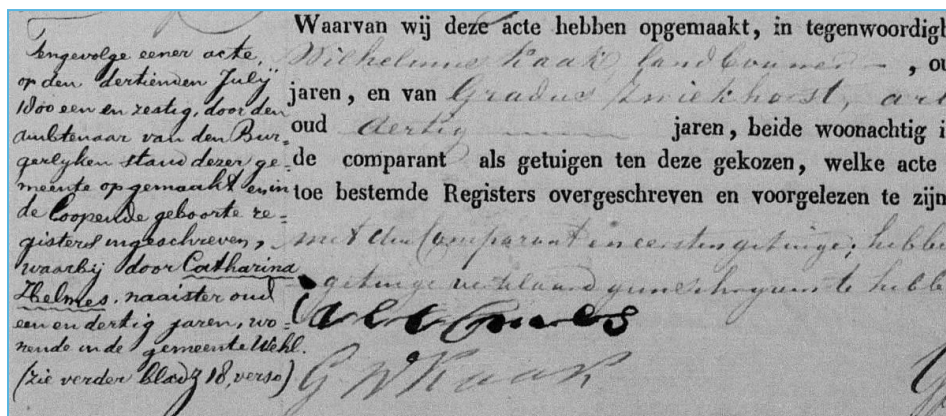 Tengevolge eener acte,
op den dertienden July
1800 een en zestig, door den
ambtenaar van den Bur=
gerlyken stand dezer ge=
meente opgemaakt en in
de loopende geboorte re=
gisters ingeschreven,
waarby door Catharina
Helmes. naaister oud
een en dertig jaren, wo=
nende in de gemeente Wehl.
(zie verder bladz 18, verso)
Waarvan wij deze acte hebben opgemaakt, in tegenwoordigh
Wilhelmus Kaak landbouwer , ou
jaren, en van Gradus Zwiekhorst, arb
oud dertig jaren, beide woonachtig i
de comparant als getuigen ten deze gekozen, welke acte
toe bestemde Registers overgeschreven en voorgelezen te zijn
met den Comparant en eersten getuige; hebbe
getuige verklaard geene te hebbe
G W Kaak